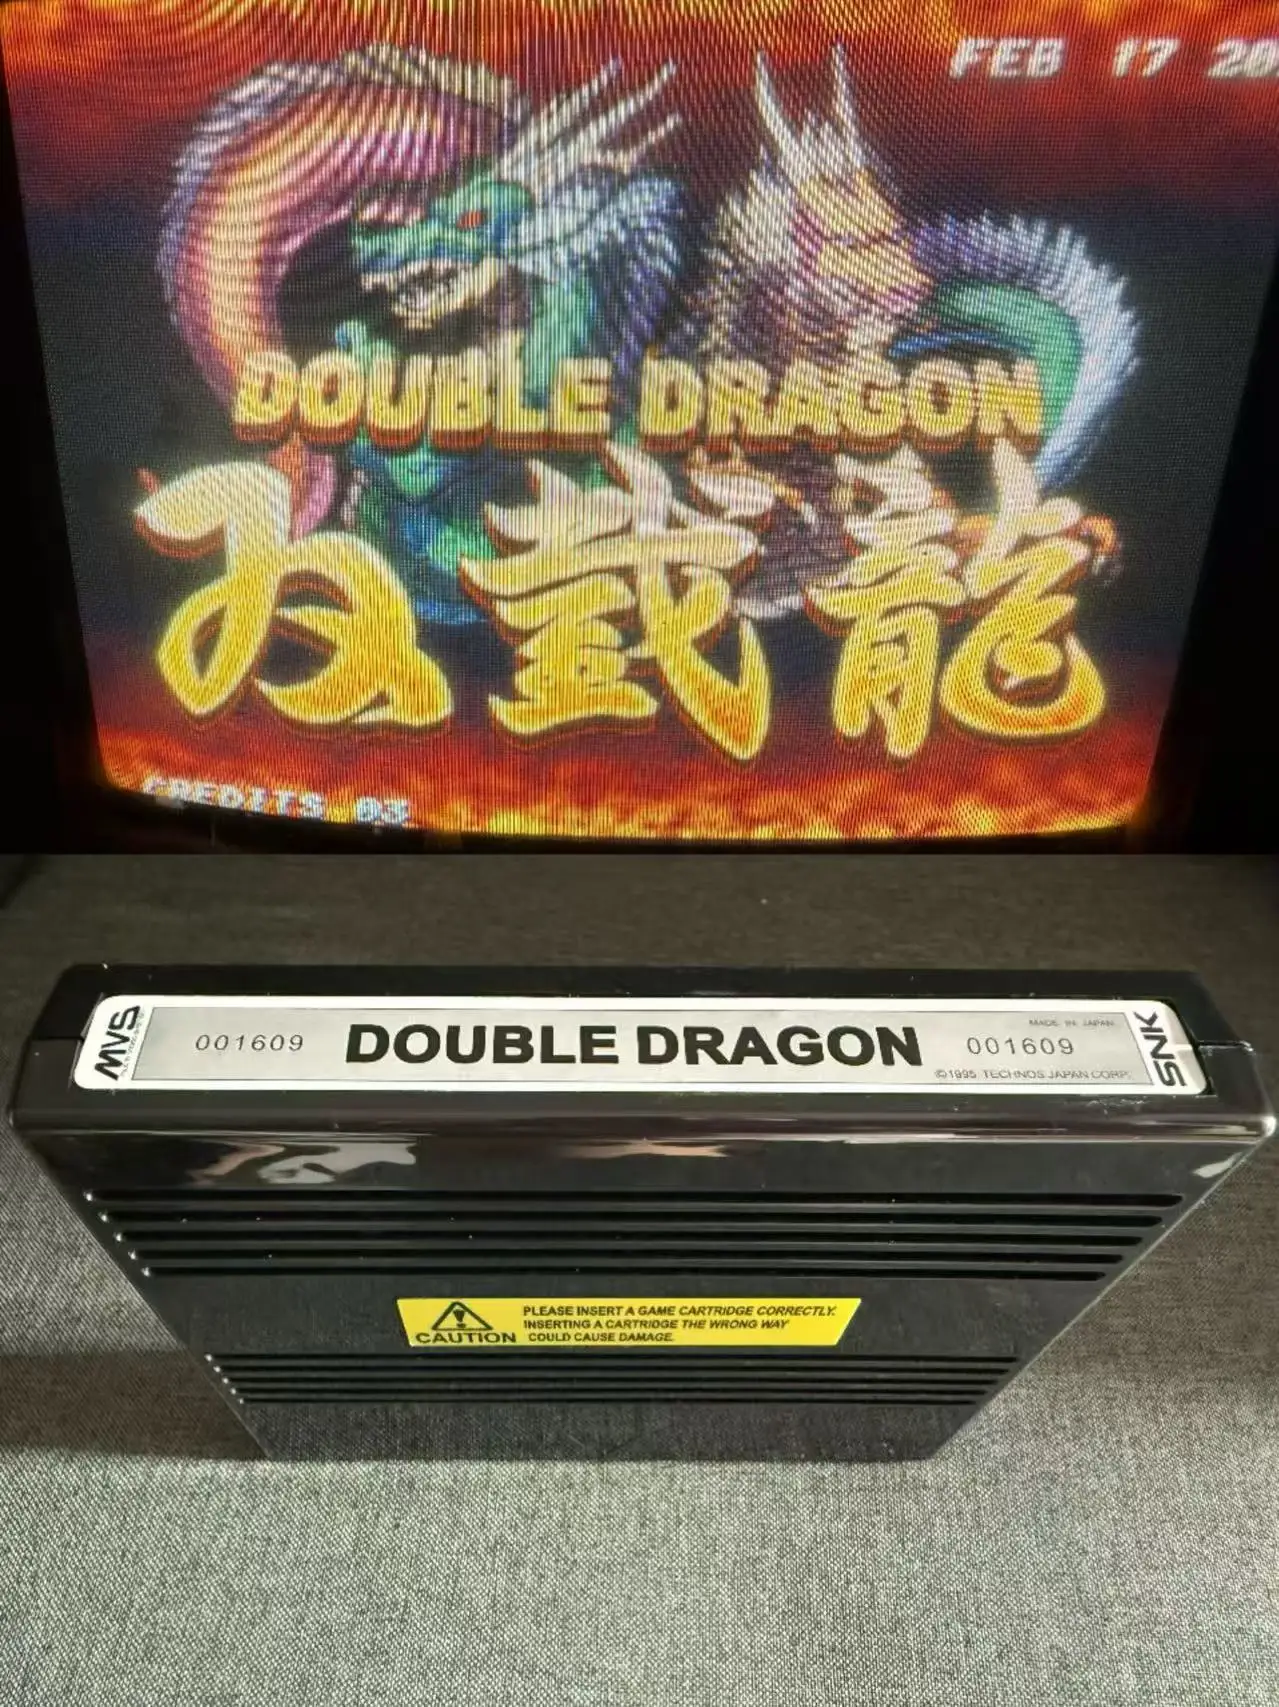 FEB 17 20
DOUBLE DRAGON
双截龍
CREDITS 03
MVS
001609
DOUBLE DRAGON
MADE IN JAPAN
001609
©1995 TECHNOS JAPAN CORP.
SNK
CAUTION
PLEASE INSERT A GAME CARTRIDGE CORRECTLY.
INSERTING A CARTRIDGE THE WRONG WAY
COULD CAUSE DAMAGE.